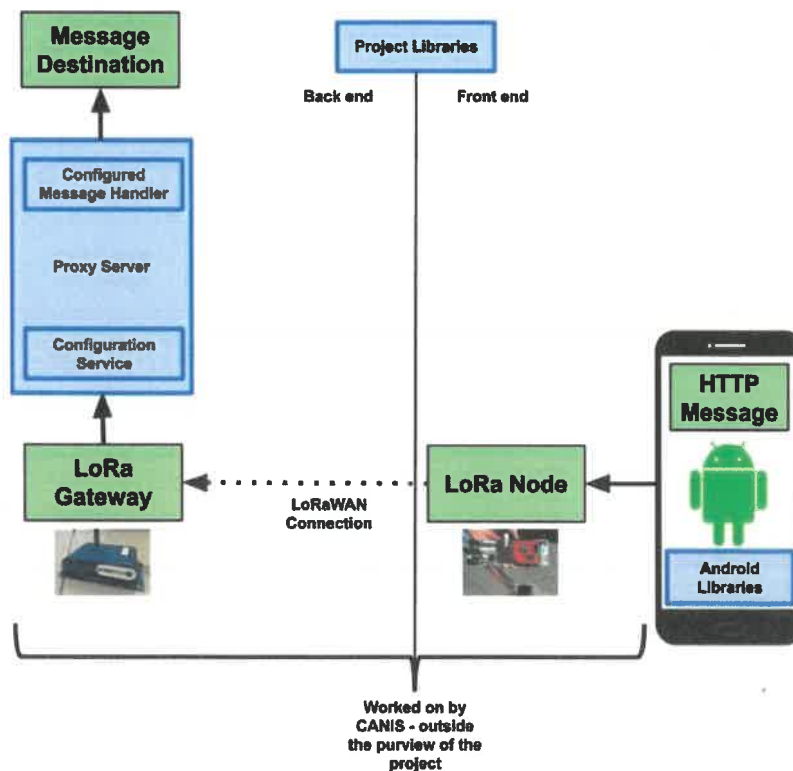 Message
Destination
Project Libraries
Back end
Front end
Configured
Message Handler
Proxy Server
Configuration
Service
HTTP
Message
LoRa
Gateway
LoRaWAN
Connection
LoRa Node
Android
Libraries
Worked on by
CANIS - outside
the purview of the
project